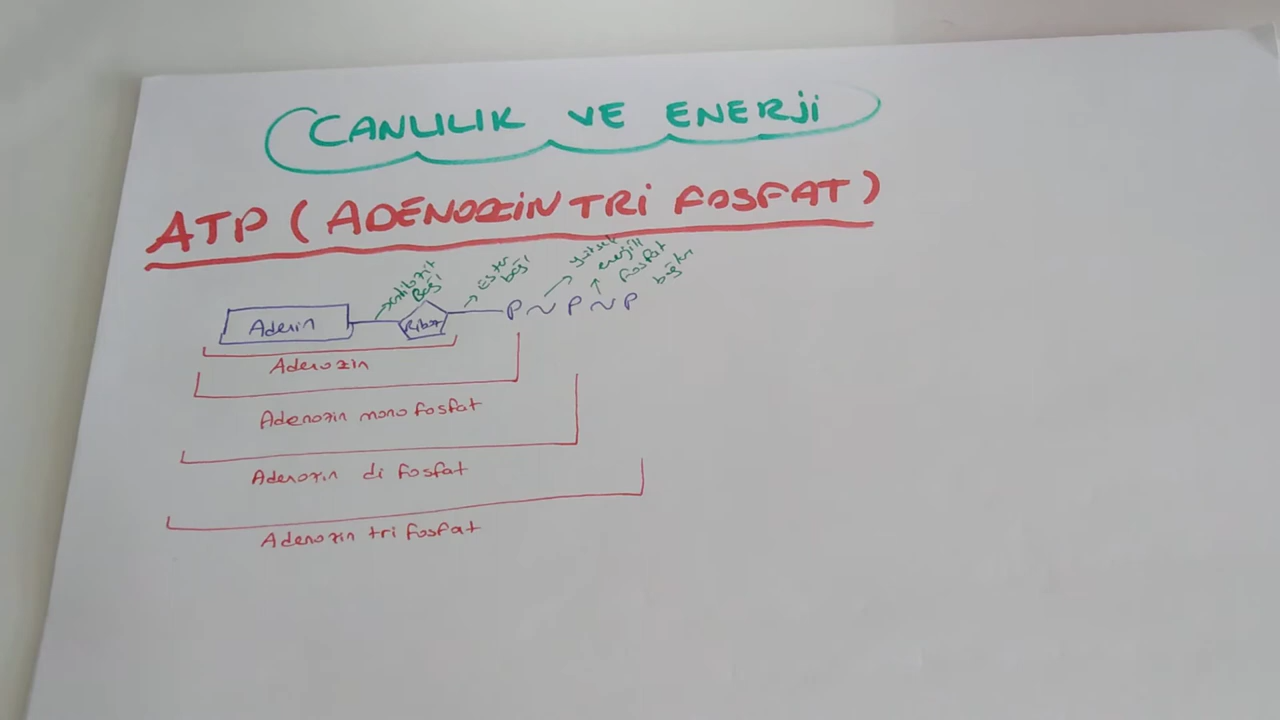 CANLILIK VE ENERJİ
ATP ( ADENOZİN TRİ FOSFAT )
Glikozit
Bağı
Ester
bağı
yüksek
enerjili
Fosfat
bağları
Adenin
Riboz
P ~ P ~ P
Adenozin
Adenozin mono fosfat
Adenozin di fosfat
Adenozin tri fosfat